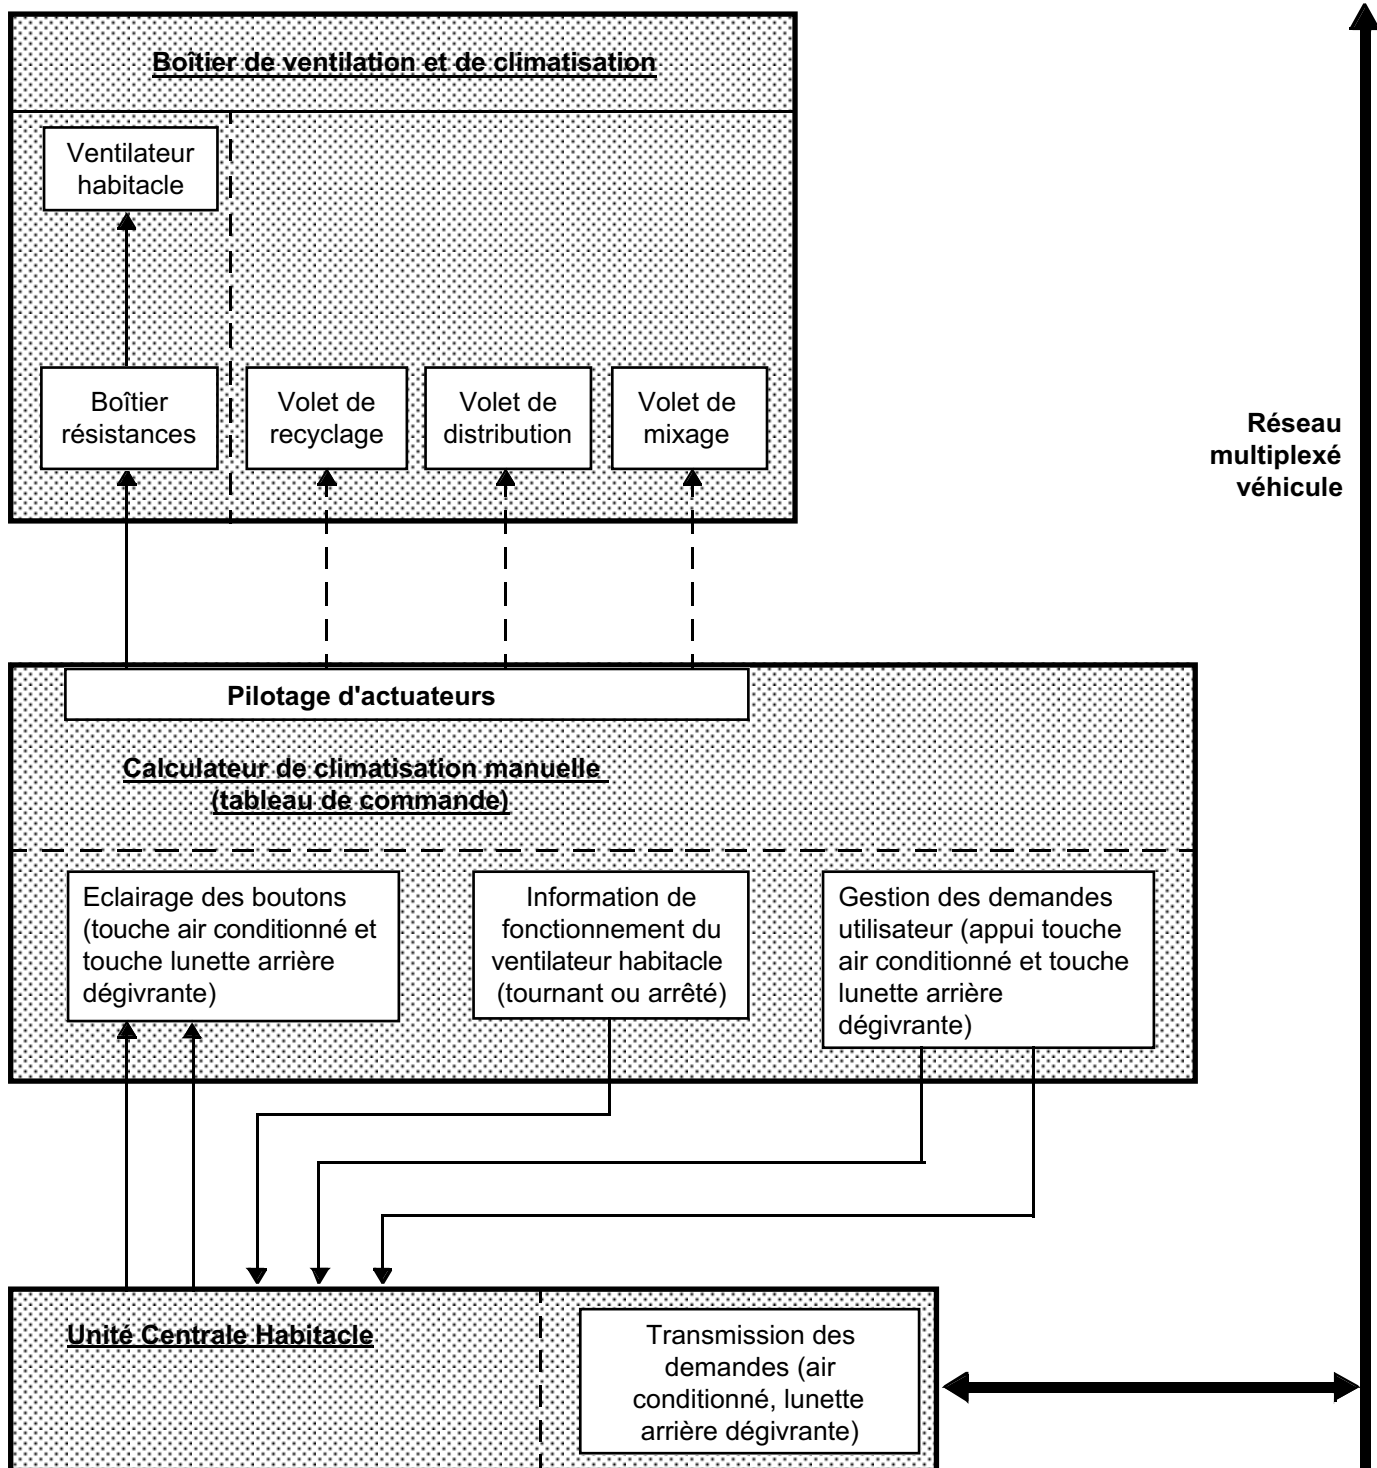 Boîtier de ventilation et de climatisation
Ventilateur
habitacle
Boîtier
résistances
Volet de
recyclage
Volet de
distribution
Volet de
mixage
Réseau
multiplexé
véhicule
Pilotage d'actuateurs
Calculateur de climatisation manuelle
(tableau de commande)
Eclairage des boutons
(touche air conditionné et
touche lunette arrière
dégivrante)
Information de
fonctionnement du
ventilateur habitacle
(tournant ou arrêté)
Gestion des demandes
utilisateur (appui touche
air conditionné et touche
lunette arrière
dégivrante)
Unité Centrale Habitacle
Transmission des
demandes (air
conditionné, lunette
arrière dégivrante)